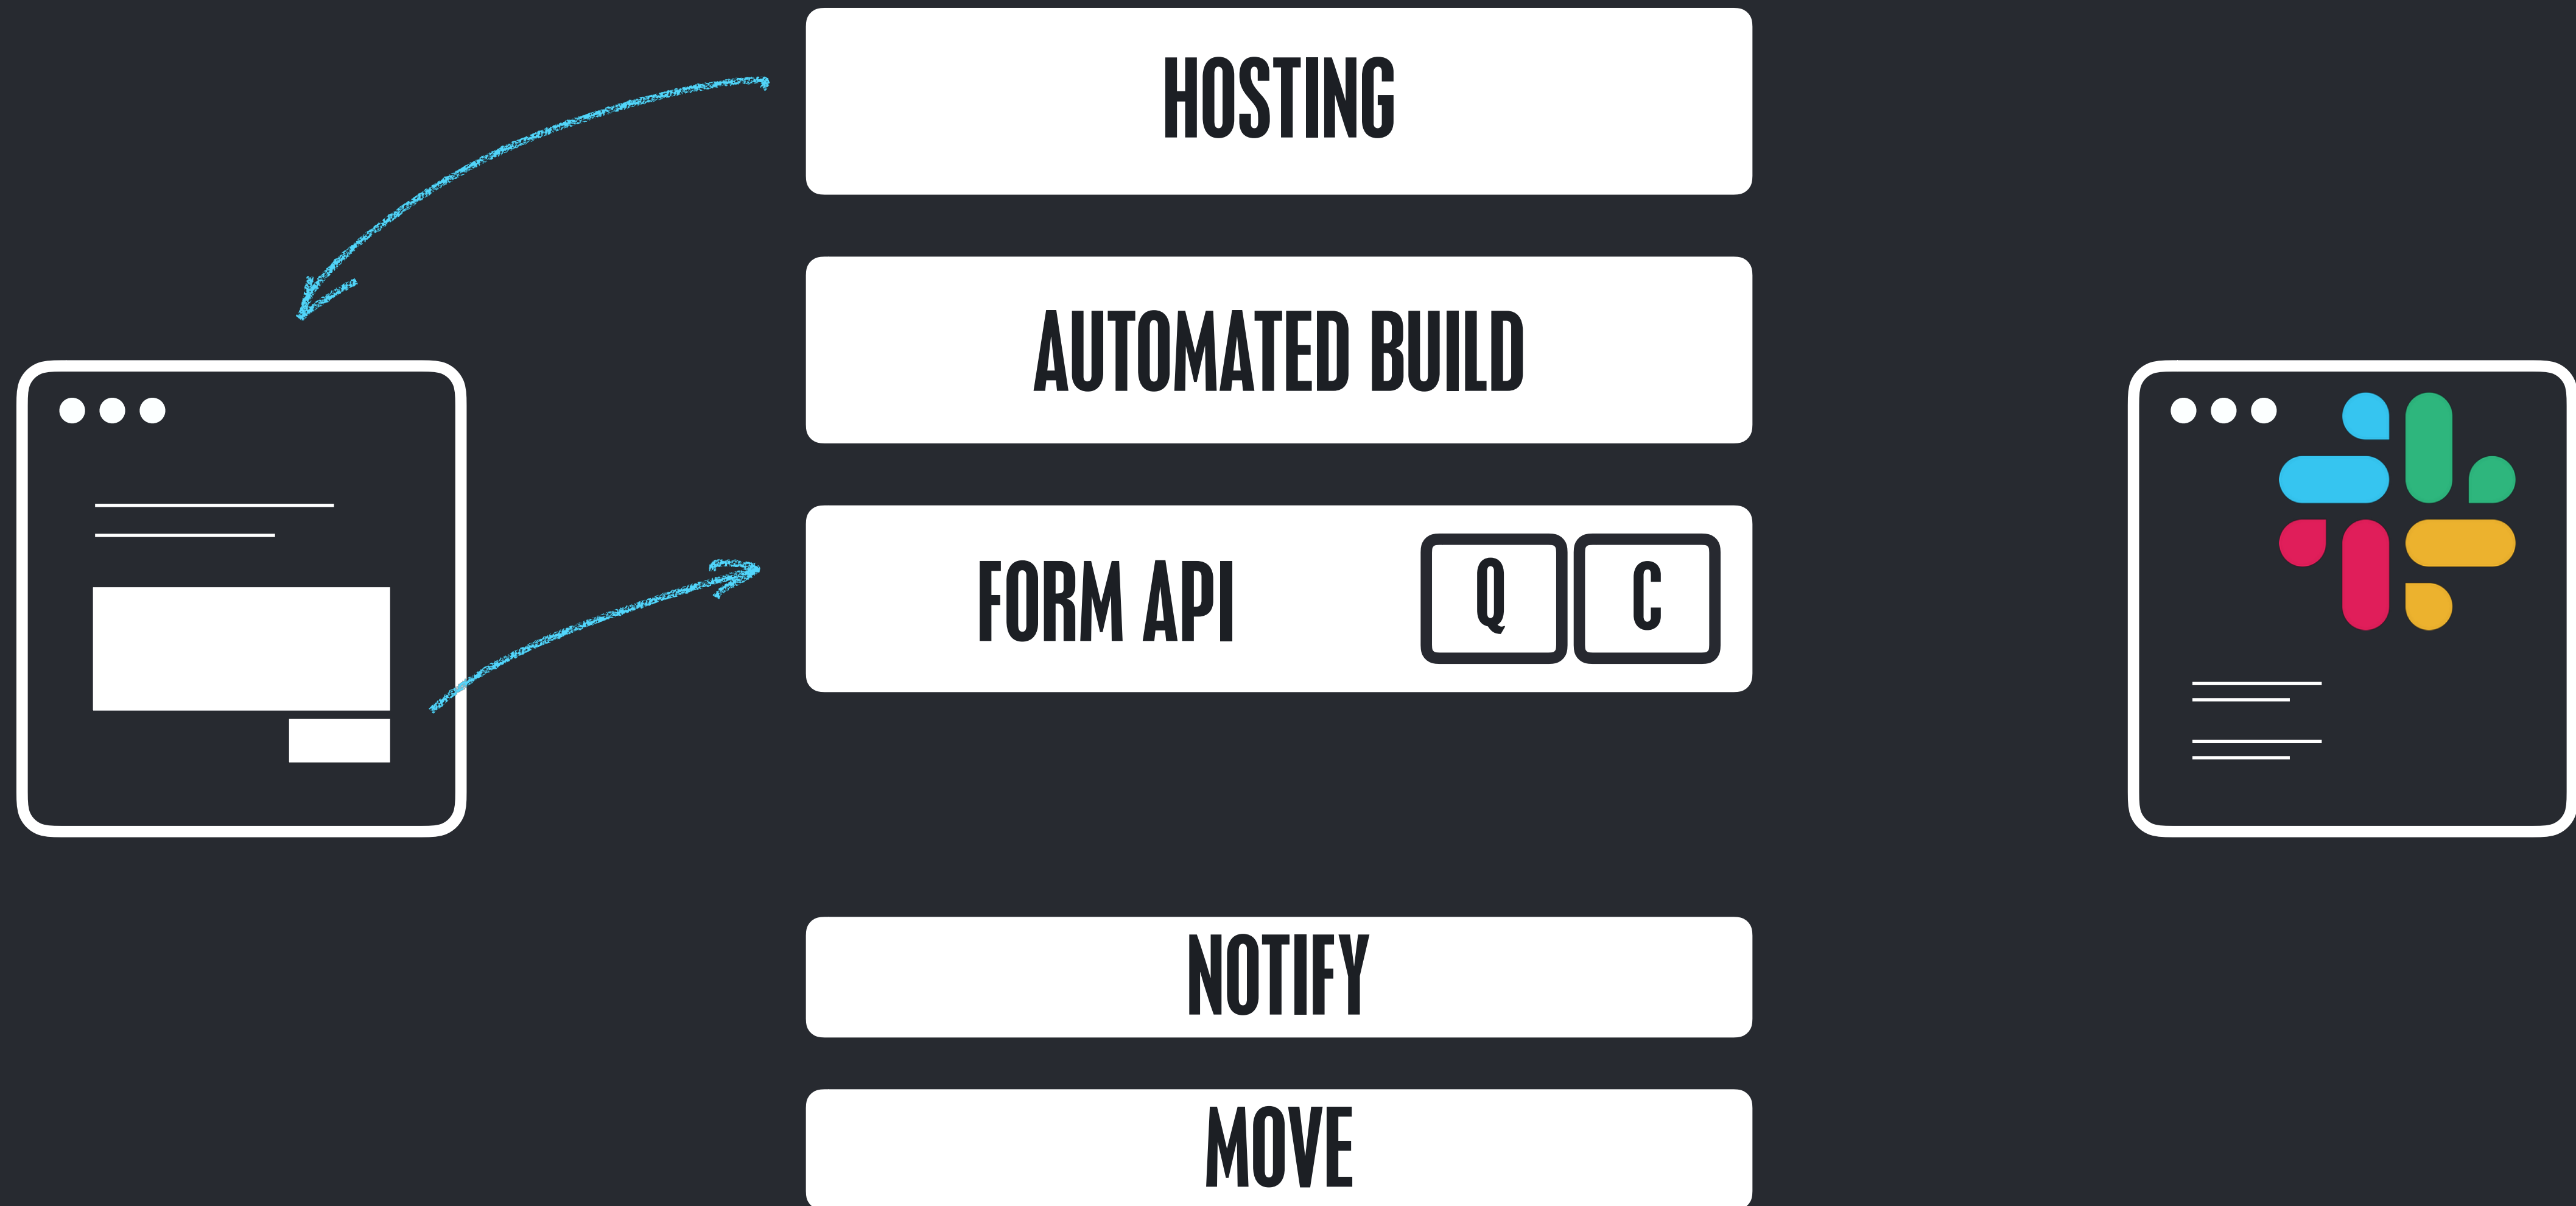 HOSTING
AUTOMATED BUILD
FORM API
Q
C
NOTIFY
MOVE